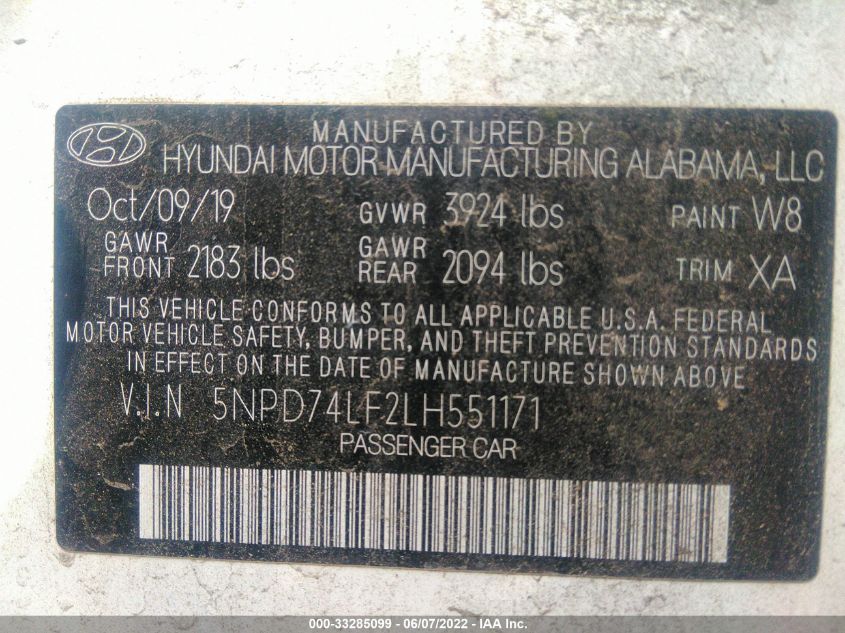 MANUFACTURED BY
HYUNDAI MOTOR MANUFACTURING ALABAMA, LLC
Oct/09/19 GVWR 3924 lbs PAINT W8
GAWR FRONT 2183 lbs GAWR REAR 2094 lbs TRIM XA
THIS VEHICLE CONFORMS TO ALL APPLICABLE U.S.A. FEDERAL
MOTOR VEHICLE SAFETY, BUMPER, AND THEFT PREVENTION STANDARDS
IN EFFECT ON THE DATE OF MANUFACTURE SHOWN ABOVE
V.I.N 5NPD74LF2LH551171
PASSENGER CAR
000-33285099 - 06/07/2022 - IAA Inc.